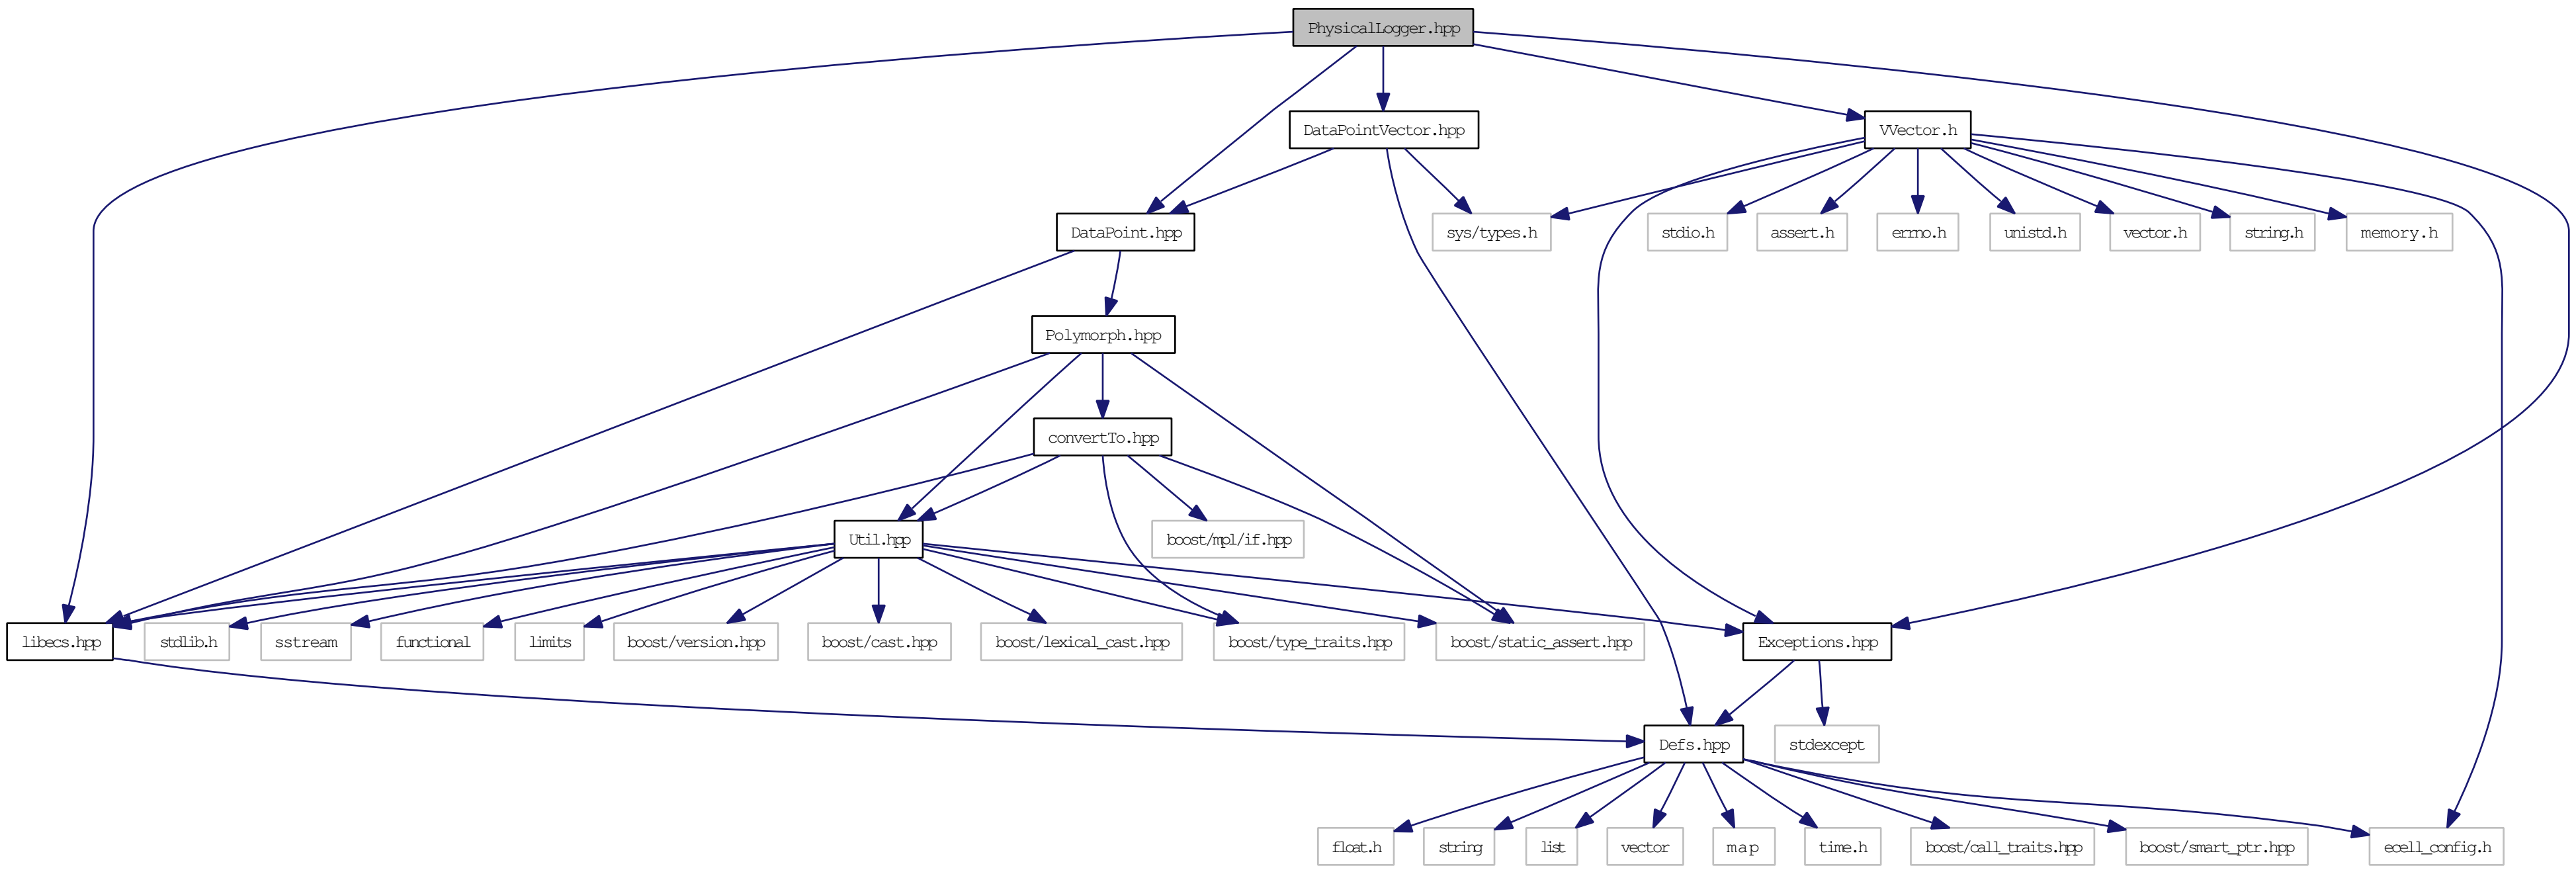 PhysicalLogger.hpp
DataPointVector.hpp
VVector.h
DataPoint.hpp
sys/types.h
stdio.h
assert.h
errno.h
unistd.h
vector.h
string.h
memory.h
Polymorph.hpp
convertTo.hpp
Util.hpp
boost/mpl/if.hpp
libecs.hpp
stdlib.h
sstream
functional
limits
boost/version.hpp
boost/cast.hpp
boost/lexical_cast.hpp
boost/type_traits.hpp
boost/static_assert.hpp
Exceptions.hpp
Defs.hpp
stdexcept
float.h
string
list
vector
map
time.h
boost/call_traits.hpp
boost/smart_ptr.hpp
ecell_config.h